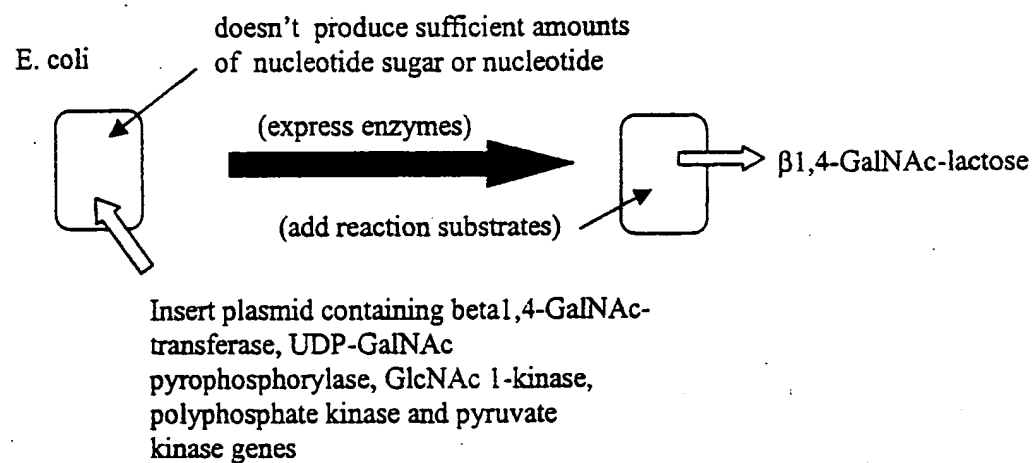 doesn't produce sufficient amounts
of nucleotide sugar or nucleotide
E. coli
(express enzymes)
β1,4-GalNAc-lactose
(add reaction substrates)
Insert plasmid containing beta1,4-GalNAc-
transferase, UDP-GalNAc
pyrophosphorylase, GlcNAc 1-kinase,
polyphosphate kinase and pyruvate
kinase genes